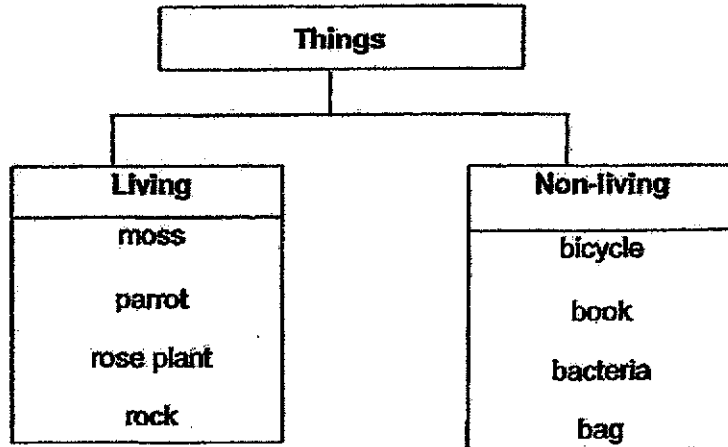 Things
Living
moss
parrot
rose plant
rock
Non-living
bicycle
book
bacteria
bag